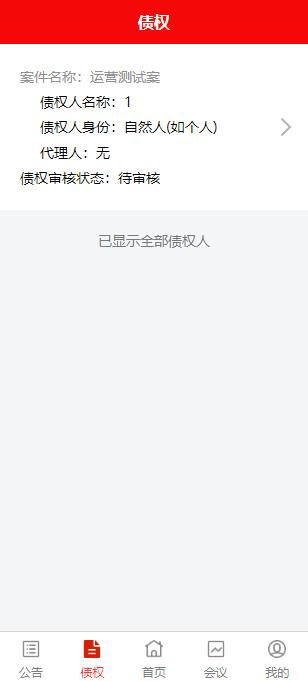 债权
案件名称：运营测试案
债权人名称：1
债权人身份：自然人(如个人)
代理人：无
债权审核状态：待审核
已显示全部债权人
公告
债权
首页
会议
我的